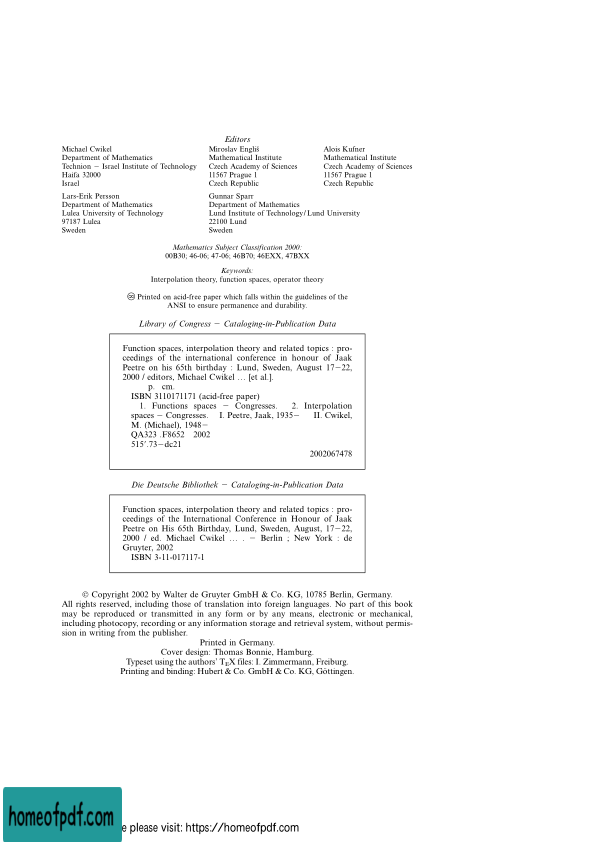 Editors
Michael Cwikel
Department of Mathematics
Technion − Israel Institute of Technology
Haifa 32000
Israel
Miroslav Engliš
Mathematical Institute
Czech Academy of Sciences
11567 Prague 1
Czech Republic
Alois Kufner
Mathematical Institute
Czech Academy of Sciences
11567 Prague 1
Czech Republic
Lars-Erik Persson
Department of Mathematics
Lulea University of Technology
97187 Lulea
Sweden
Gunnar Sparr
Department of Mathematics
Lund Institute of Technology/Lund University
22100 Lund
Sweden
Mathematics Subject Classification 2000:
00B30; 46-06; 47-06; 46B70; 46EXX, 47BXX
Keywords:
Interpolation theory, function spaces, operator theory
Printed on acid-free paper which falls within the guidelines of the
ANSI to ensure permanence and durability.
Library of Congress − Cataloging-in-Publication Data
Function spaces, interpolation theory and related topics : pro-
ceedings of the international conference in honour of Jaak
Peetre on his 65th birthday : Lund, Sweden, August 17−22,
2000 / editors, Michael Cwikel ... [et al.].
p. cm.
ISBN 3110171171 (acid-free paper)
1. Functions spaces − Congresses. 2. Interpolation
spaces − Congresses. I. Peetre, Jaak, 1935− II. Cwikel,
M. (Michael), 1948−
QA323 .F8652 2002
515′.73−dc21
2002067478
Die Deutsche Bibliothek − Cataloging-in-Publication Data
Function spaces, interpolation theory and related topics : pro-
ceedings of the International Conference in Honour of Jaak
Peetre on His 65th Birthday, Lund, Sweden, August, 17−22,
2000 / ed. Michael Cwikel ... . − Berlin ; New York : de
Gruyter, 2002
ISBN 3-11-017117-1
© Copyright 2002 by Walter de Gruyter GmbH & Co. KG, 10785 Berlin, Germany.
All rights reserved, including those of translation into foreign languages. No part of this book
may be reproduced or transmitted in any form or by any means, electronic or mechanical,
including photocopy, recording or any information storage and retrieval system, without permis-
sion in writing from the publisher.
Printed in Germany.
Cover design: Thomas Bonnie, Hamburg.
Typeset using the authors' TEX files: I. Zimmermann, Freiburg.
Printing and binding: Hubert & Co. GmbH & Co. KG, Göttingen.
homeofpdf.com
e please visit: https://homeofpdf.com